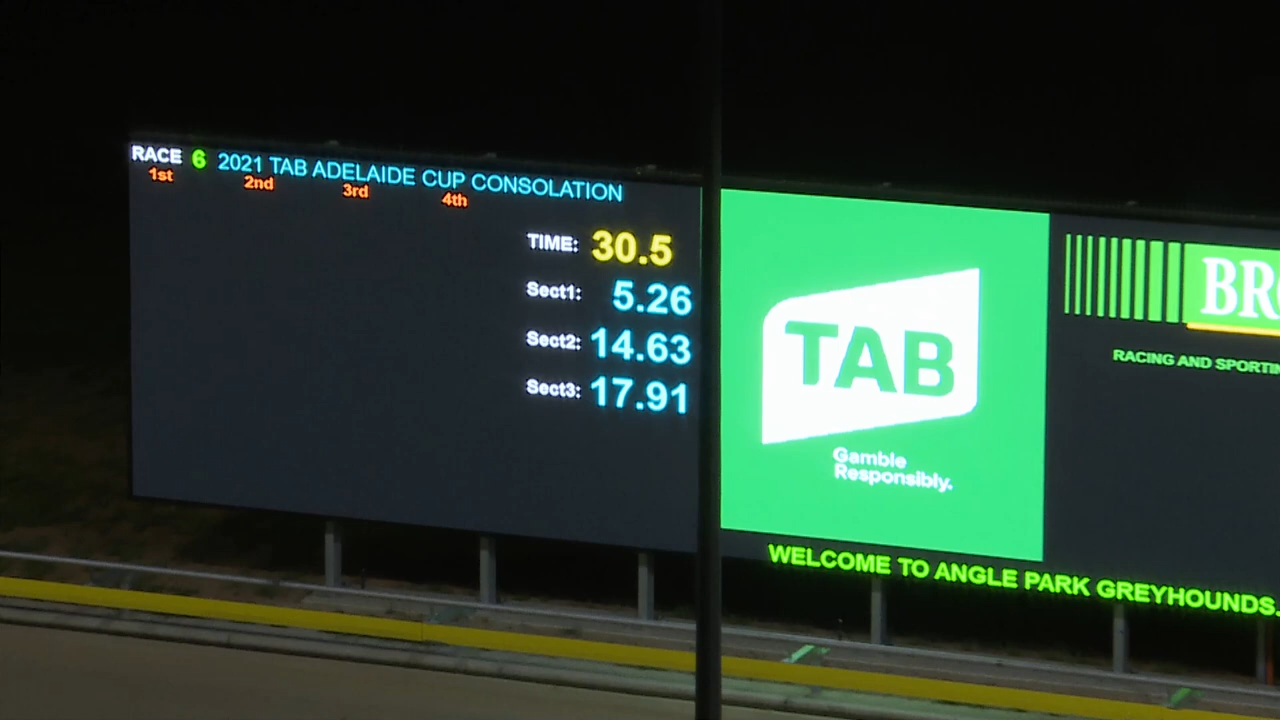 RACE 6 2021 TAB ADELAIDE CUP CONSOLATION
1st 2nd 3rd 4th
TIME: 30.5
Sect1: 5.26
Sect2: 14.63
Sect3: 17.91
TAB
Gamble
Responsibly.
BR
RACING AND
WELCOME TO ANGLE PARK GREYHOUNDS.